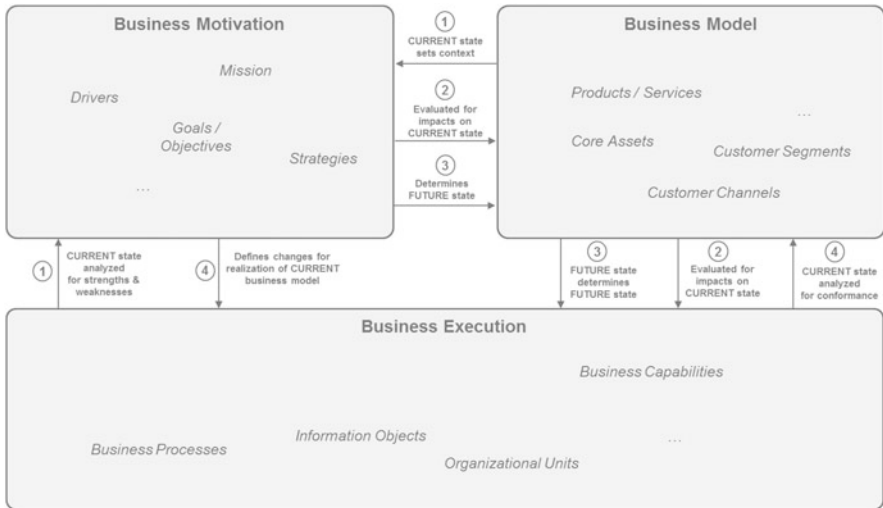 Business Motivation
Mission
Drivers
Goals /
Objectives
Strategies
...
1
CURRENT state
sets context
2
Evaluated for
impacts on
CURRENT state
3
Determines
FUTURE state
Business Model
Products / Services
...
Core Assets
Customer Segments
Customer Channels
1
CURRENT state
analyzed
for strengths &
weaknesses
4
Defines changes for
realization of CURRENT
business model
3
FUTURE state
determines
FUTURE state
2
Evaluated for
impacts on
CURRENT state
4
CURRENT state
analyzed
for conformance
Business Execution
Business Capabilities
Business Processes
Information Objects
...
Organizational Units